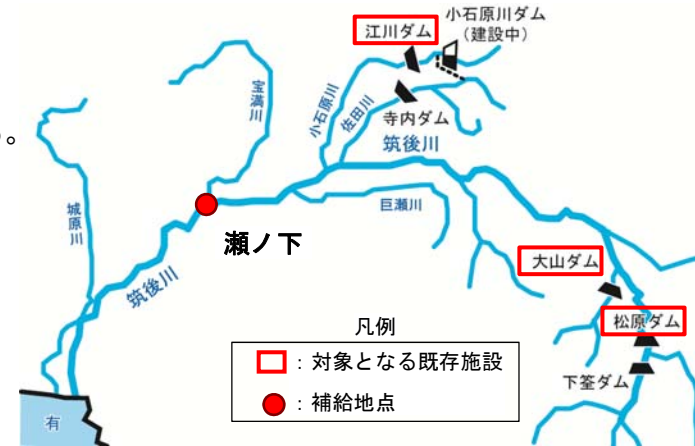 小石原川ダム
（建設中）
江川ダム
宝満川
小石原川
佐田川
寺内ダム
筑後川
。
城原川
巨瀬川
瀬ノ下
筑後川
大山ダム
松原ダム
下筌ダム
凡例
：対象となる既存施設
：補給地点
有